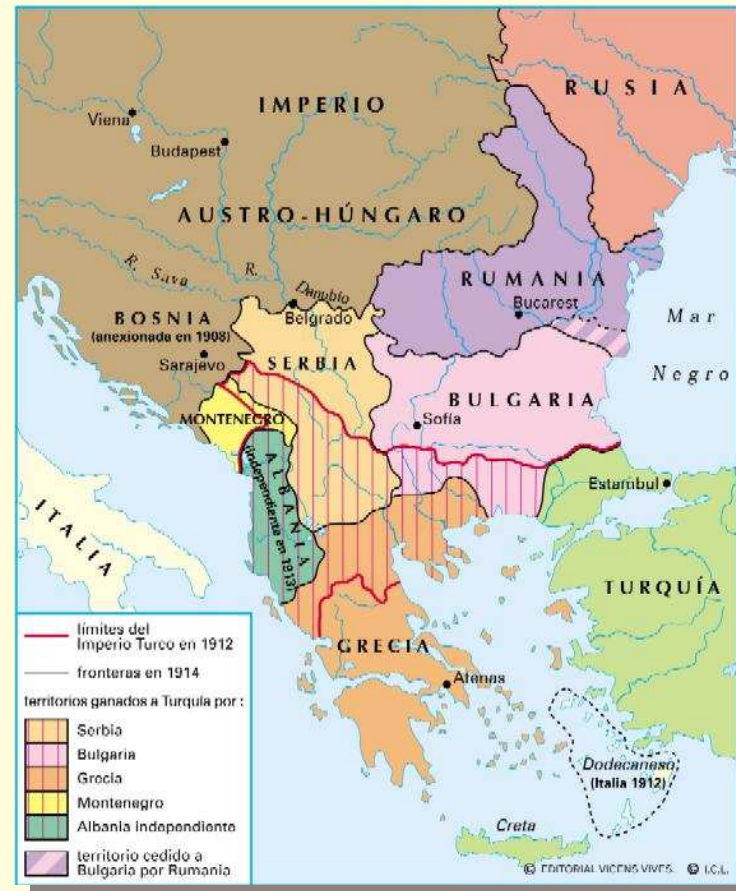 RUSIA
IMPERIO
Viena
Budapest
AUSTRO-HÚNGARO
R. Sava
R. Danubio
RUMANIA
Bucarest
BOSNIA
(anexionada en 1908)
Belgrado
Mar
Negro
Sarajevo
SERBIA
BULGARIA
MONTENEGRO
Sofía
ALBANIA
(independiente en 1913)
Estambul
ITALIA
TURQUÍA
GRECIA
Atenas
Dodecaneso
(Italia 1912)
Creta
límites del
Imperio Turco en 1912
fronteras en 1914
territorios ganados a Turquía por :
Serbia
Bulgaria
Grecia
Montenegro
Albania independiente
territorio cedido a
Bulgaria por Rumania
© EDITORIAL VICENS VIVES. © I.C.L.